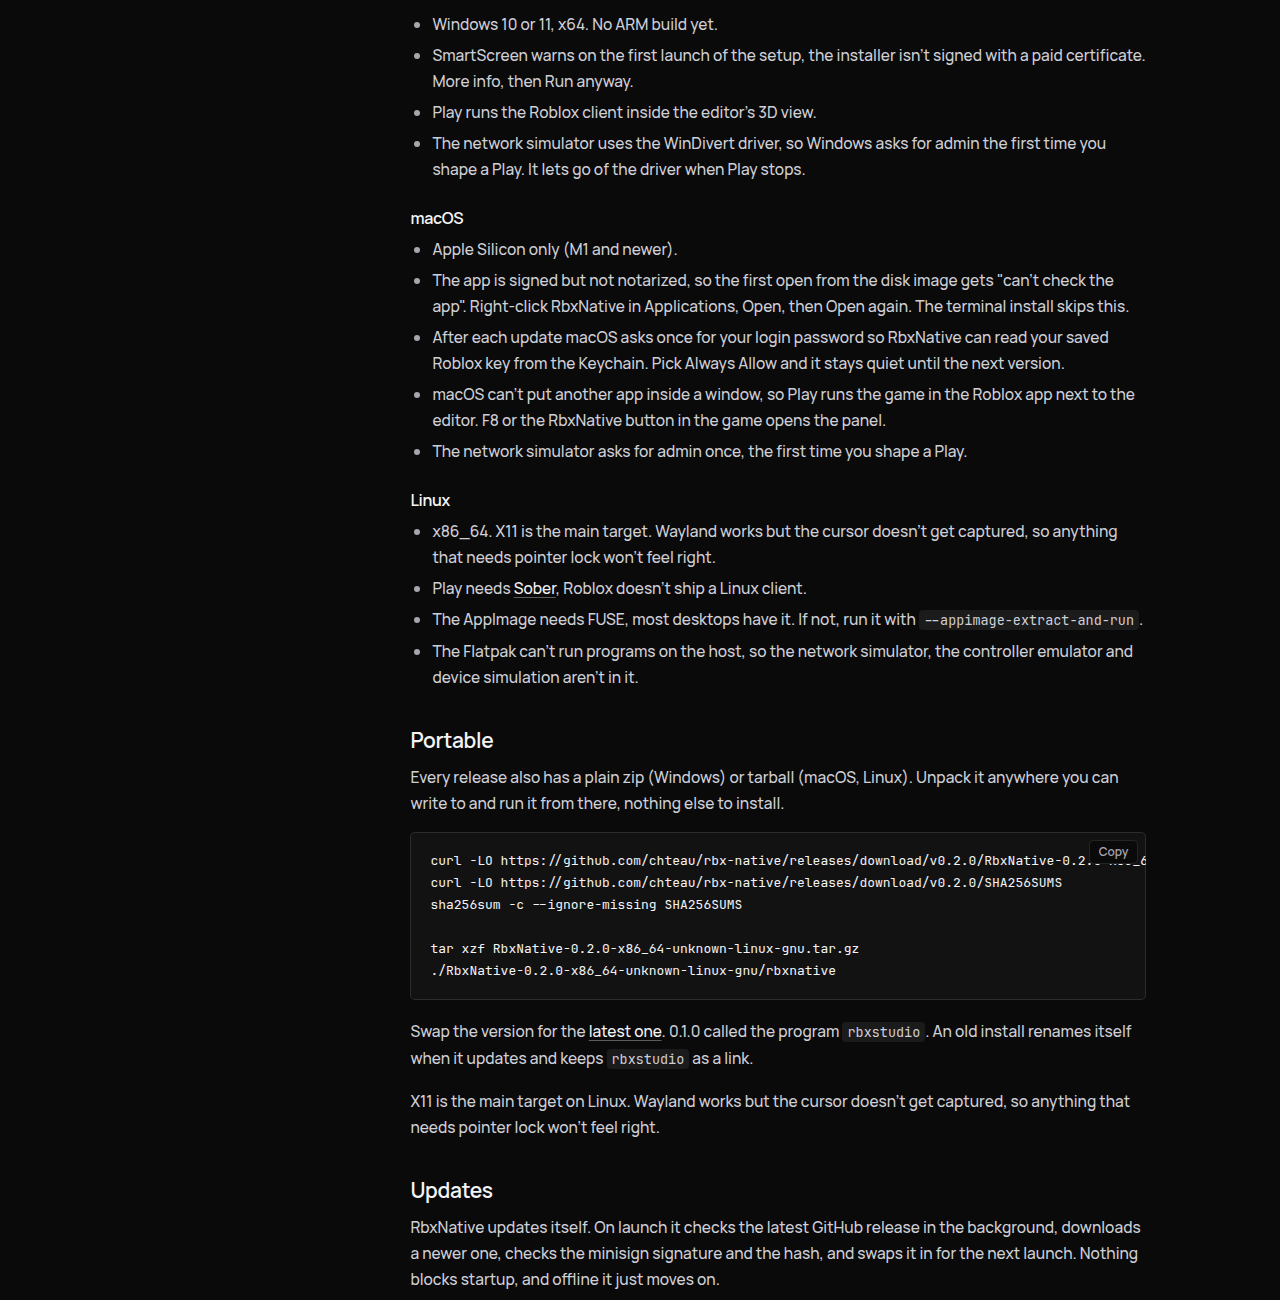 Windows 10 or 11, x64. No ARM build yet.
SmartScreen warns on the first launch of the setup, the installer isn't signed with a paid certificate.
More info, then Run anyway.
Play runs the Roblox client inside the editor's 3D view.
The network simulator uses the WinDivert driver, so Windows asks for admin the first time you
shape a Play. It lets go of the driver when Play stops.
macOS
Apple Silicon only (M1 and newer).
The app is signed but not notarized, so the first open from the disk image gets "can't check the
app". Right-click RbxNative in Applications, Open, then Open again. The terminal install skips this.
After each update macOS asks once for your login password so RbxNative can read your saved
Roblox key from the Keychain. Pick Always Allow and it stays quiet until the next version.
macOS can't put another app inside a window, so Play runs the game in the Roblox app next to the
editor. F8 or the RbxNative button in the game opens the panel.
The network simulator asks for admin once, the first time you shape a Play.
Linux
x86_64. X11 is the main target. Wayland works but the cursor doesn't get captured, so anything
that needs pointer lock won't feel right.
Play needs Sober, Roblox doesn't ship a Linux client.
The AppImage needs FUSE, most desktops have it. If not, run it with --appimage-extract-and-run.
The Flatpak can't run programs on the host, so the network simulator, the controller emulator and
device simulation aren't in it.
Portable
Every release also has a plain zip (Windows) or tarball (macOS, Linux). Unpack it anywhere you can
write to and run it from there, nothing else to install.
Copy
curl -LO https://github.com/chteau/rbx-native/releases/download/v0.2.0/RbxNative-0.2.
curl -LO https://github.com/chteau/rbx-native/releases/download/v0.2.0/SHA256SUMS
sha256sum -c --ignore-missing SHA256SUMS
tar xzf RbxNative-0.2.0-x86_64-unknown-linux-gnu.tar.gz
./RbxNative-0.2.0-x86_64-unknown-linux-gnu/rbxnative
Swap the version for the latest one. 0.1.0 called the program rbxstudio. An old install renames itself
when it updates and keeps rbxstudio as a link.
X11 is the main target on Linux. Wayland works but the cursor doesn't get captured, so anything that
needs pointer lock won't feel right.
Updates
RbxNative updates itself. On launch it checks the latest GitHub release in the background, downloads
a newer one, checks the minisign signature and the hash, and swaps it in for the next launch. Nothing
blocks startup, and offline it just moves on.